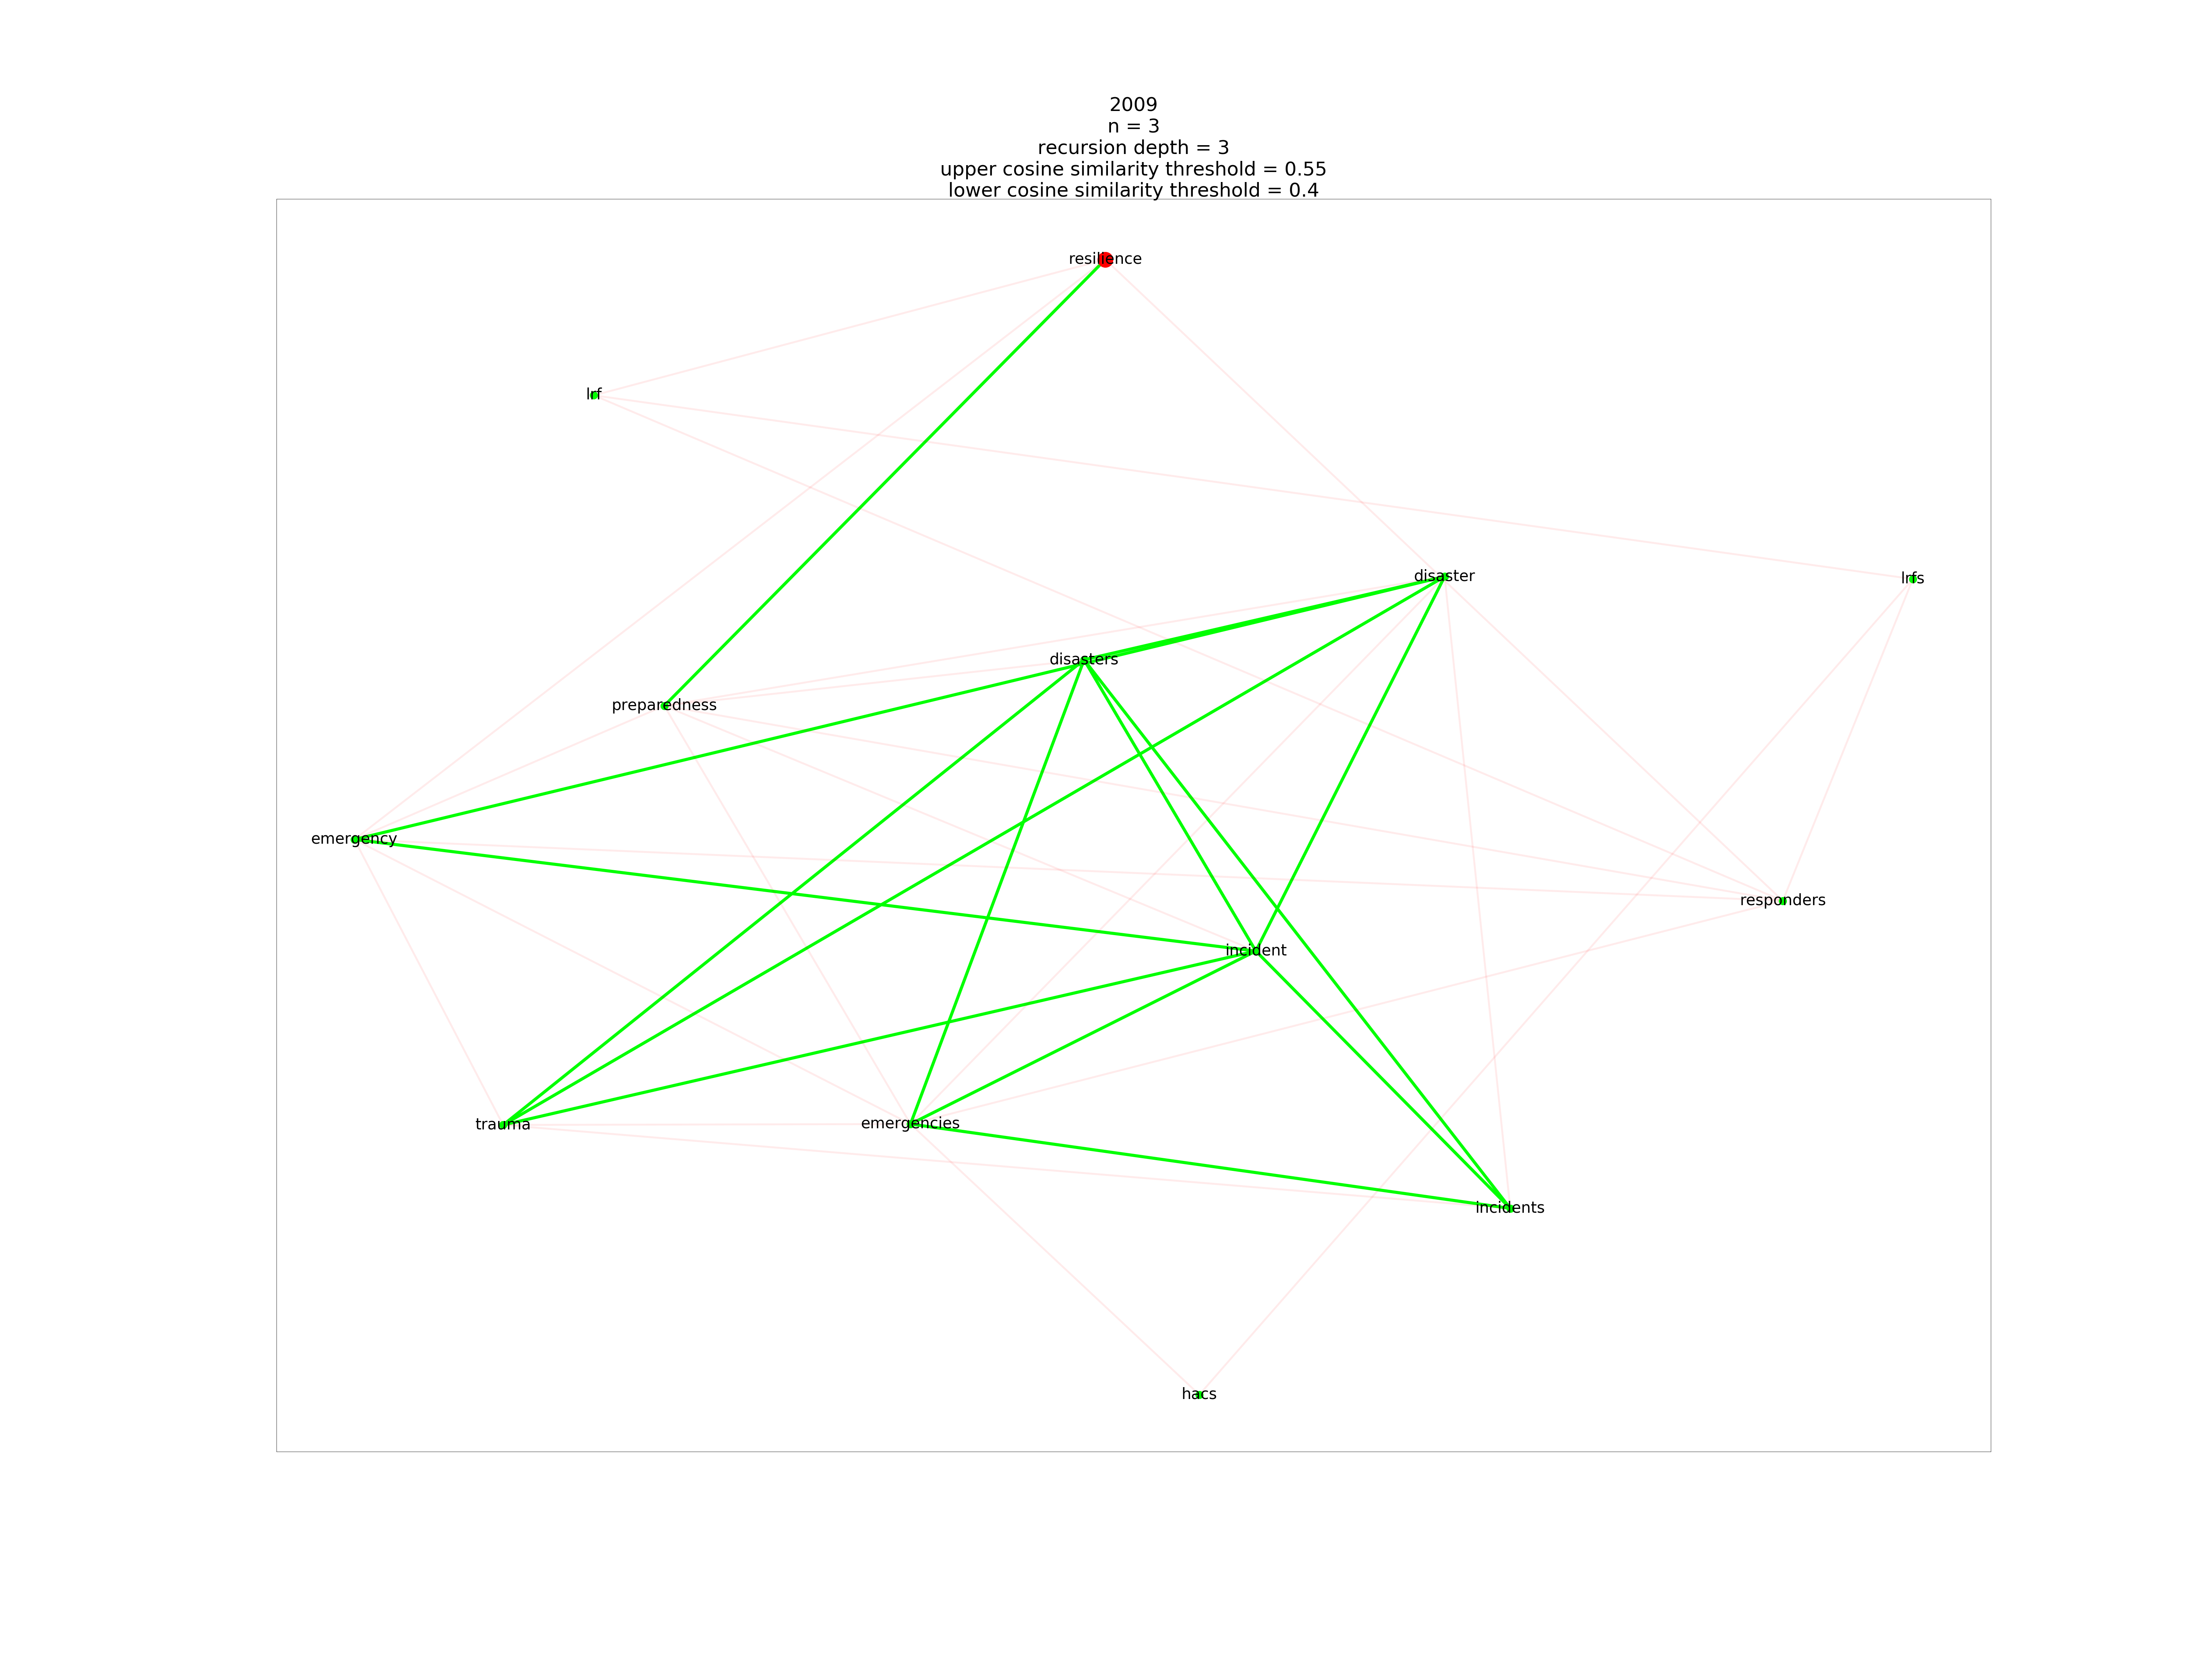 2009
n = 3
recursion depth = 3
upper cosine similarity threshold = 0.55
lower cosine similarity threshold = 0.4
resilience
lrf
disaster
lrfs
disasters
preparedness
emergency
responders
incident
trauma
emergencies
incidents
hacs